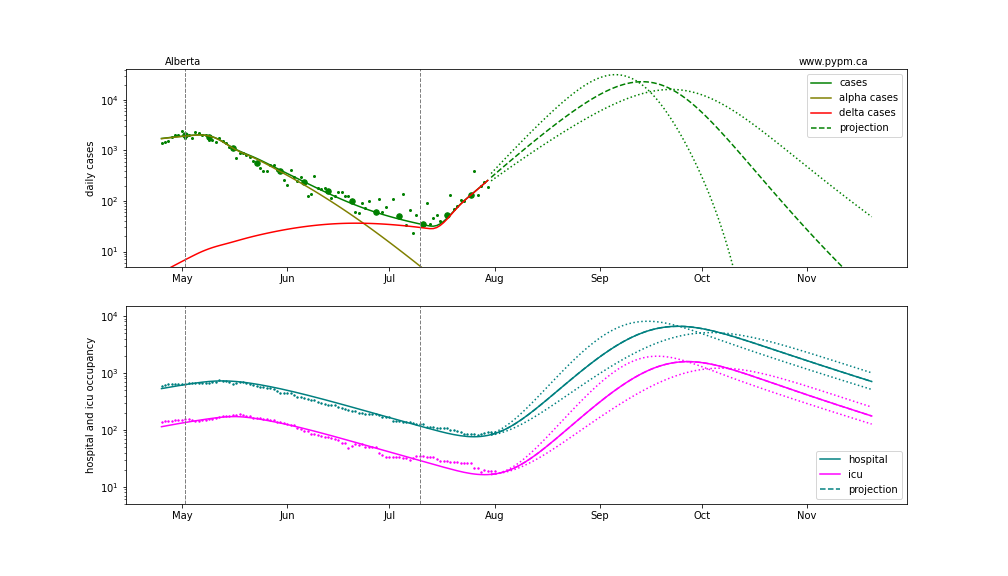 Alberta
www.pypm.ca
daily cases
10⁴
10³
10²
10¹
cases
alpha cases
delta cases
projection
May
Jun
Jul
Aug
Sep
Oct
Nov
hospital and icu occupancy
10⁴
10³
10²
10¹
hospital
icu
projection
May
Jun
Jul
Aug
Sep
Oct
Nov